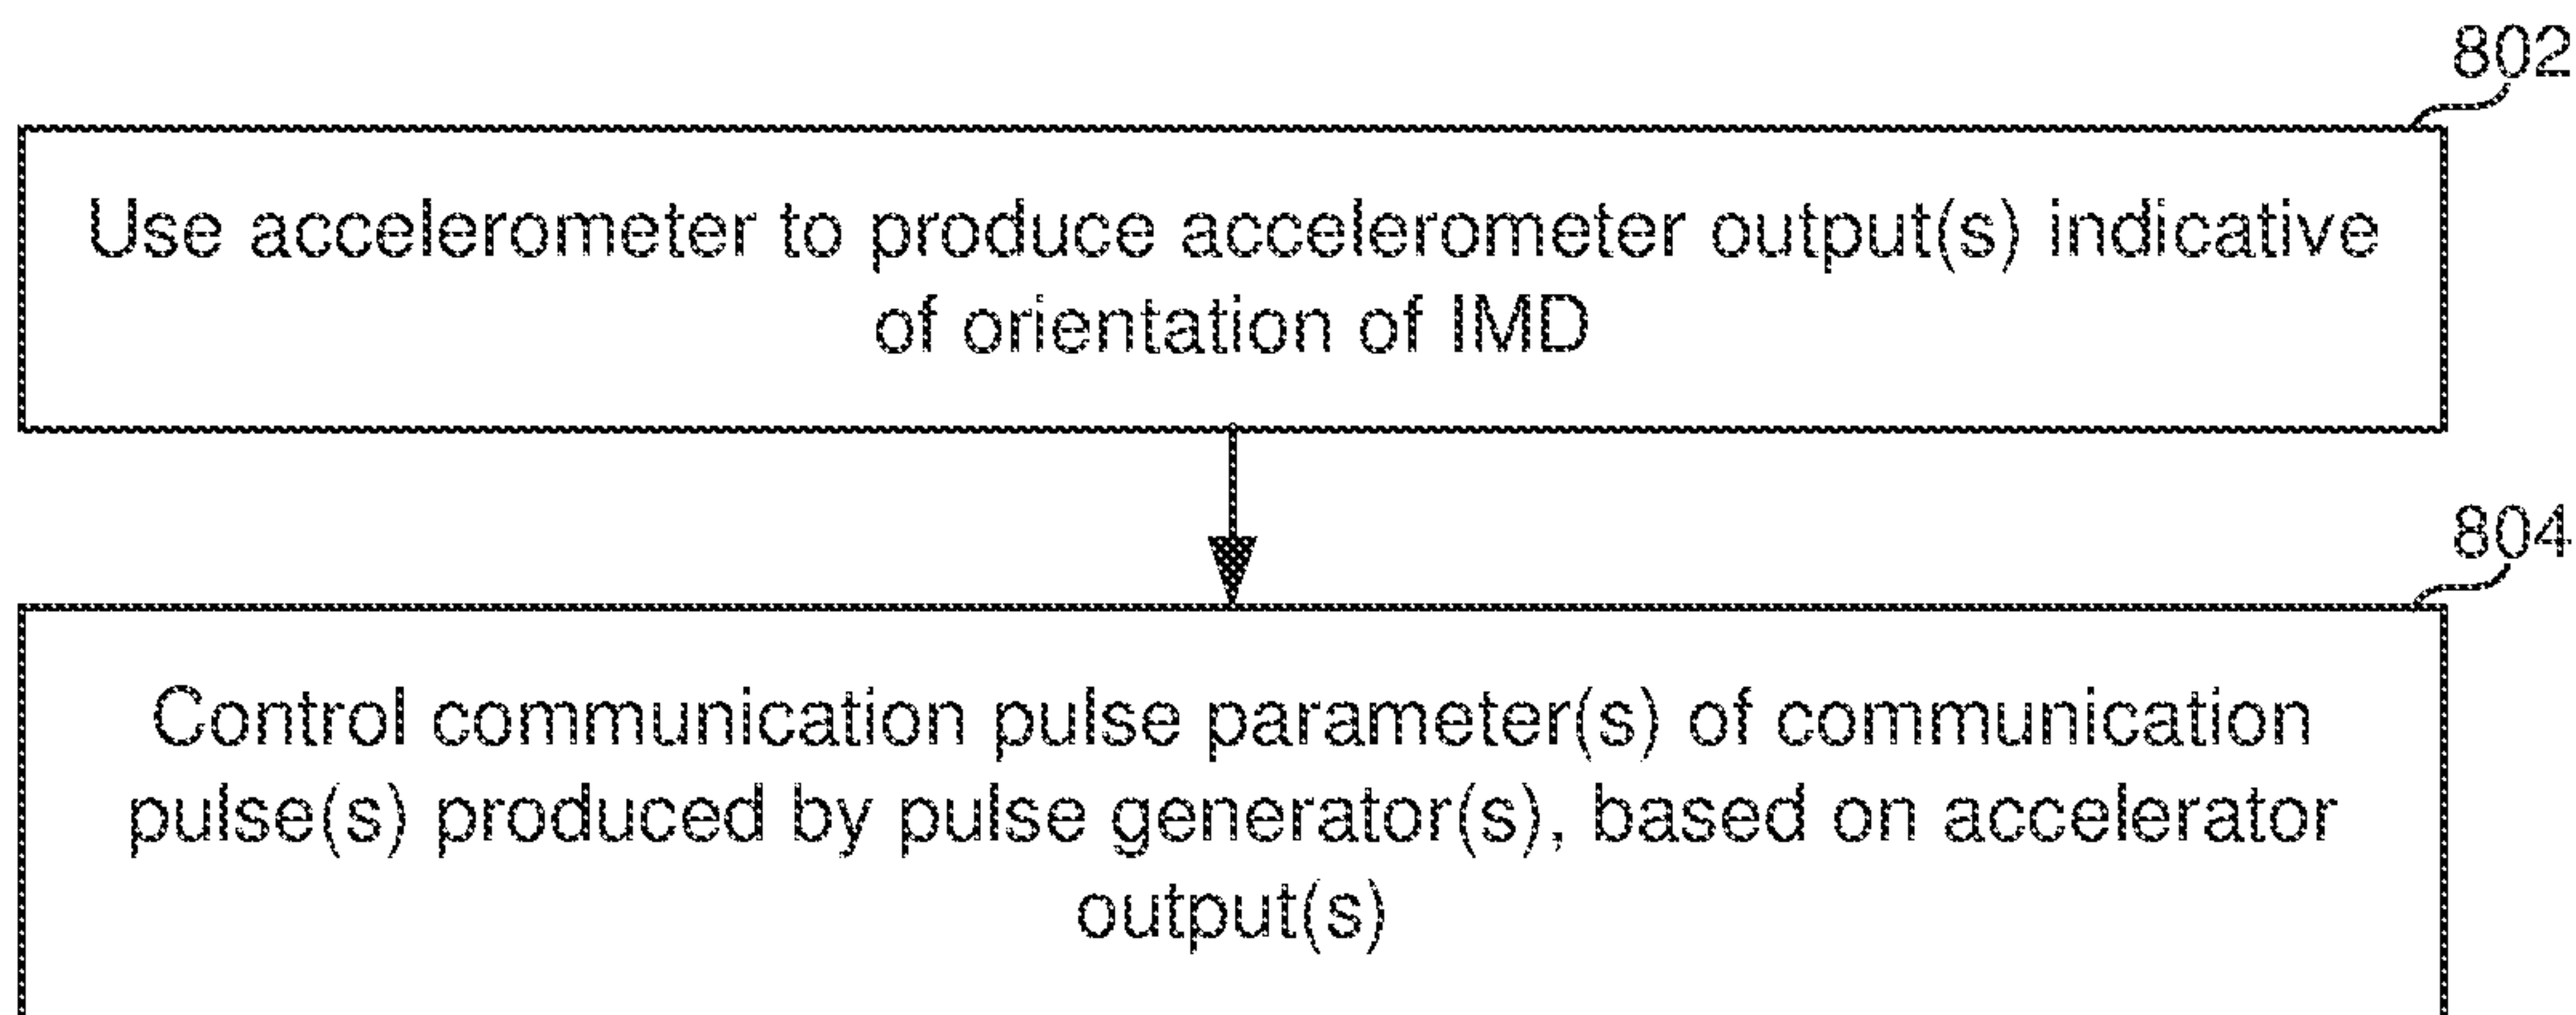 802
Use accelerometer to produce accelerometer output(s) indicative
of orientation of IMD
804
Control communication pulse parameter(s) of communication
pulse(s) produced by pulse generator(s), based on accelerator
output(s)